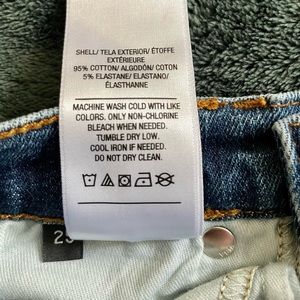 SHELL/ TELA EXTERIOR/ ÉTOFFE
EXTÉRIEURE
95% COTTON/ ALGODÓN/ COTON
5% ELASTANE/ ELASTANO/
ÉLASTHANNE
MACHINE WASH COLD WITH LIKE
COLORS. ONLY NON-CHLORINE
BLEACH WHEN NEEDED.
TUMBLE DRY LOW.
COOL IRON IF NEEDED.
DO NOT DRY CLEAN.